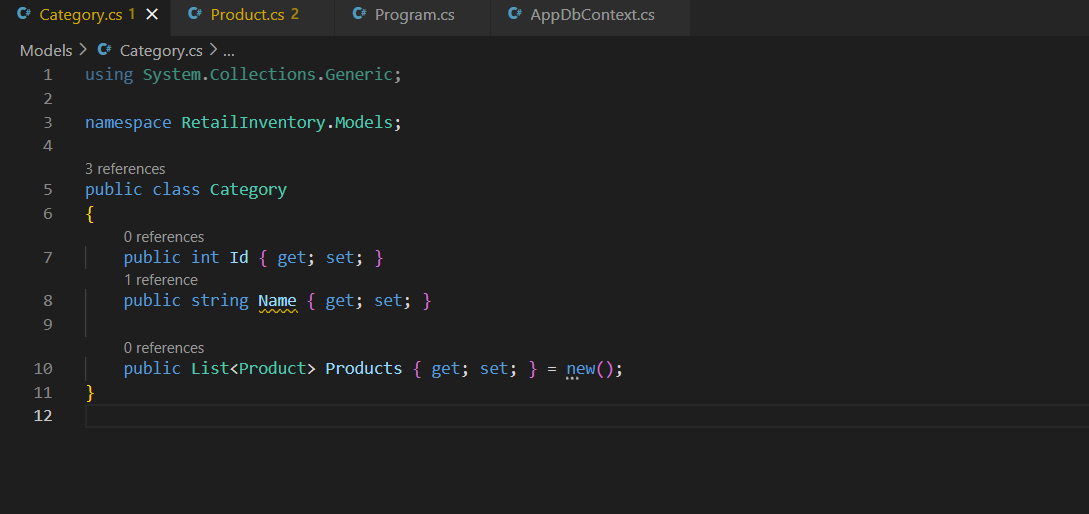 C# Category.cs 1 × C# Product.cs 2 C# Program.cs C# AppDbContext.cs
Models > C# Category.cs > ...
1 using System.Collections.Generic;
2
3 namespace RetailInventory.Models;
4
3 references
5 public class Category
6 {
0 references
7 public int Id { get; set; }
1 reference
8 public string Name { get; set; }
9
0 references
10 public List<Product> Products { get; set; } = new();
11 }
12